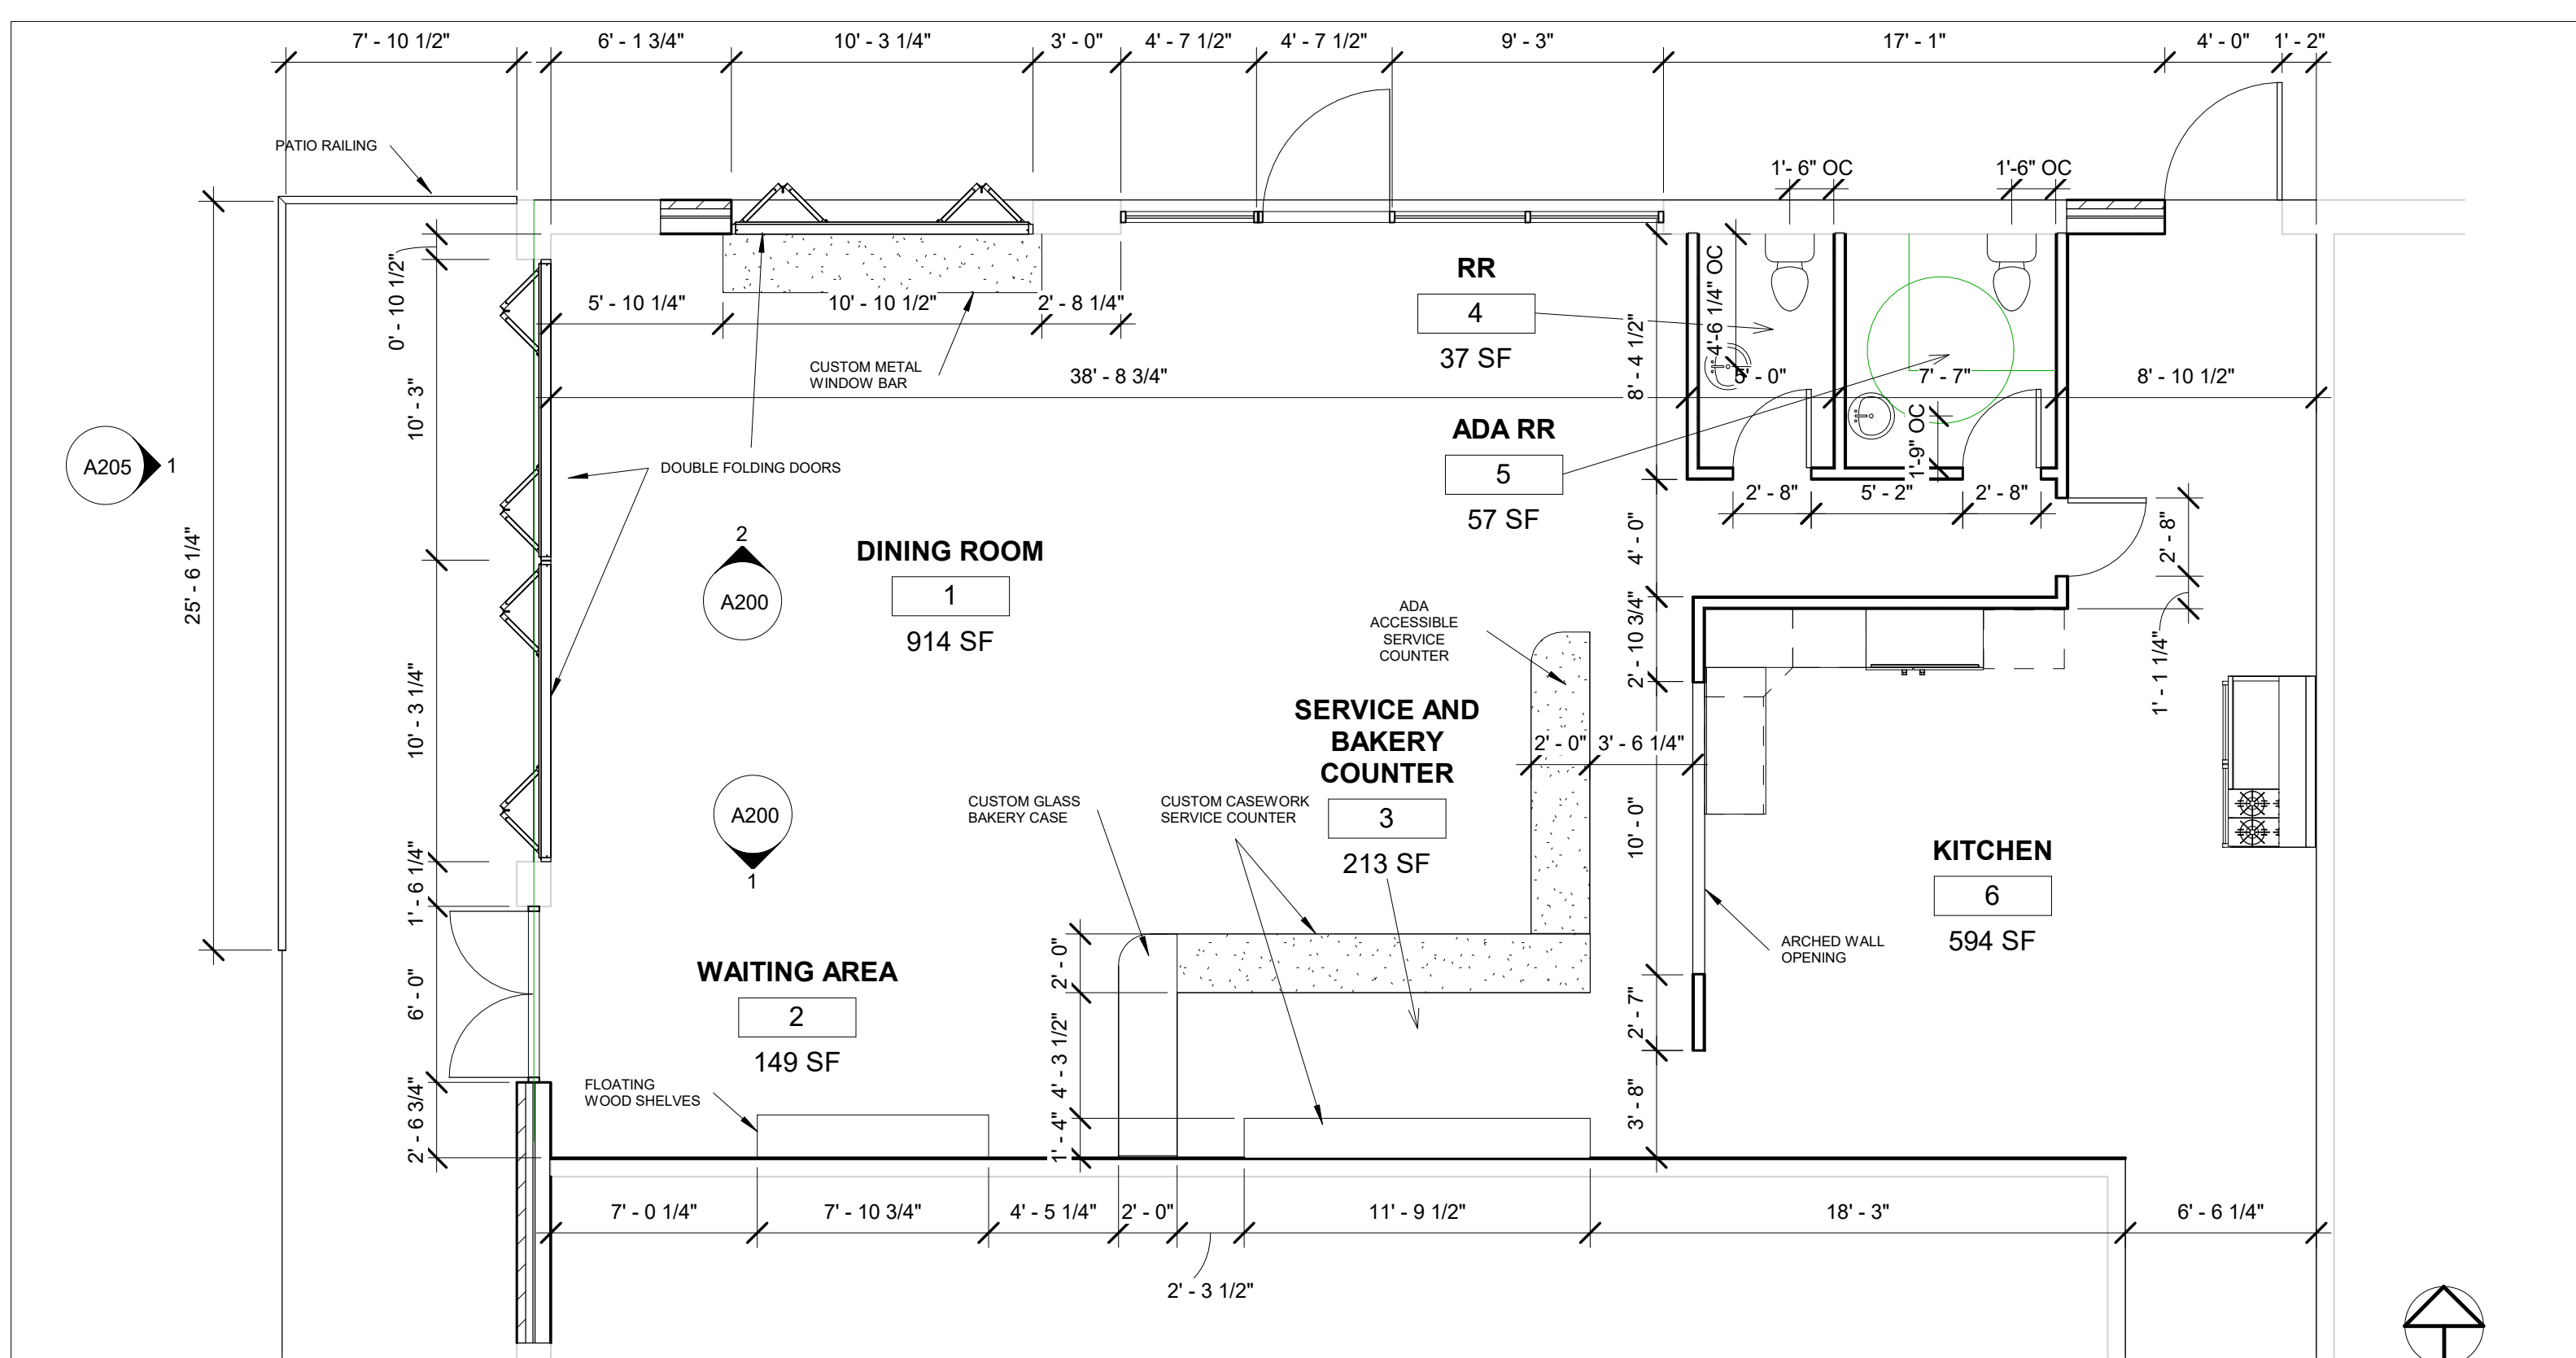 7' - 10 1/2"
6' - 1 3/4"
10' - 3 1/4"
3' - 0"
4' - 7 1/2"
4' - 7 1/2"
9' - 3"
17' - 1"
4' - 0"
1' - 2"
PATIO RAILING
1'- 6" OC
1'-6" OC
0' - 10 1/2"
5' - 10 1/4"
10' - 10 1/2"
2' - 8 1/4"
RR
4
37 SF
4'-6 1/4" OC
8' - 4 1/2"
CUSTOM METAL
WINDOW BAR
38' - 8 3/4"
5' - 0"
7' - 7"
8' - 10 1/2"
10' - 3"
ADA RR
5
57 SF
1'-9" OC
A205
1
DOUBLE FOLDING DOORS
2' - 8"
5' - 2"
2' - 8"
25' - 6 1/4"
2
A200
DINING ROOM
1
914 SF
4' - 0"
2' - 8"
ADA
ACCESSIBLE
SERVICE
COUNTER
2' - 10 3/4"
1' - 1 1/4"
10' - 3 1/4"
SERVICE AND
BAKERY
COUNTER
3
213 SF
2' - 0"
3' - 6 1/4"
A200
1
CUSTOM GLASS
BAKERY CASE
CUSTOM CASEWORK
SERVICE COUNTER
10' - 0"
KITCHEN
6
594 SF
1' - 6 1/4"
ARCHED WALL
OPENING
WAITING AREA
2
149 SF
6' - 0"
2' - 0"
2' - 7"
4' - 3 1/2"
FLOATING
WOOD SHELVES
2' - 6 3/4"
1' - 4"
3' - 8"
7' - 0 1/4"
7' - 10 3/4"
4' - 5 1/4"
2' - 0"
11' - 9 1/2"
18' - 3"
6' - 6 1/4"
2' - 3 1/2"